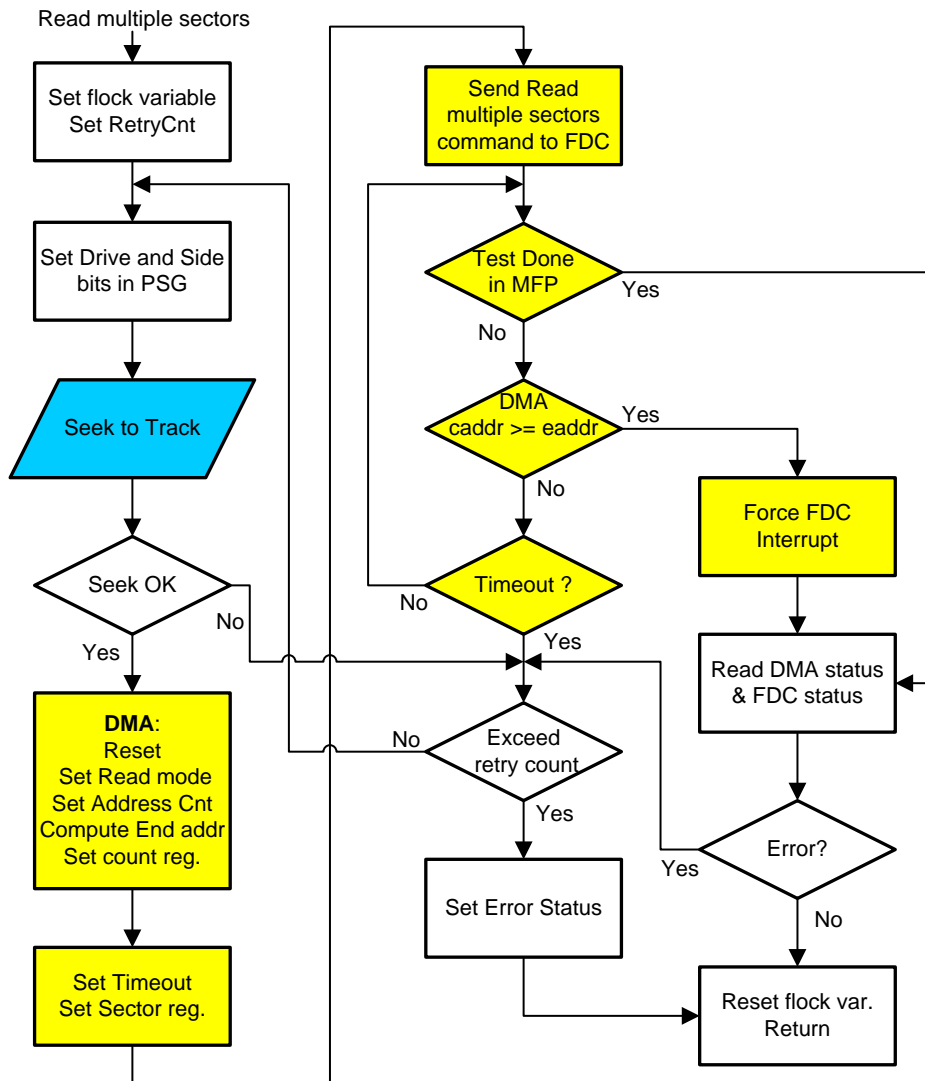 Read multiple sectors
Set flock variable
Set RetryCnt
Set Drive and Side
bits in PSG
Seek to Track
Seek OK
No
Yes
DMA:
Reset
Set Read mode
Set Address Cnt
Compute End addr
Set count reg.
Set Timeout
Set Sector reg.
Send Read
multiple sectors
command to FDC
Test Done
in MFP
Yes
No
DMA
caddr >= eaddr
Yes
No
Timeout ?
No
Yes
Exceed
retry count
No
Yes
Set Error Status
Force FDC
Interrupt
Read DMA status
& FDC status
Error?
Yes
No
Reset flock var.
Return